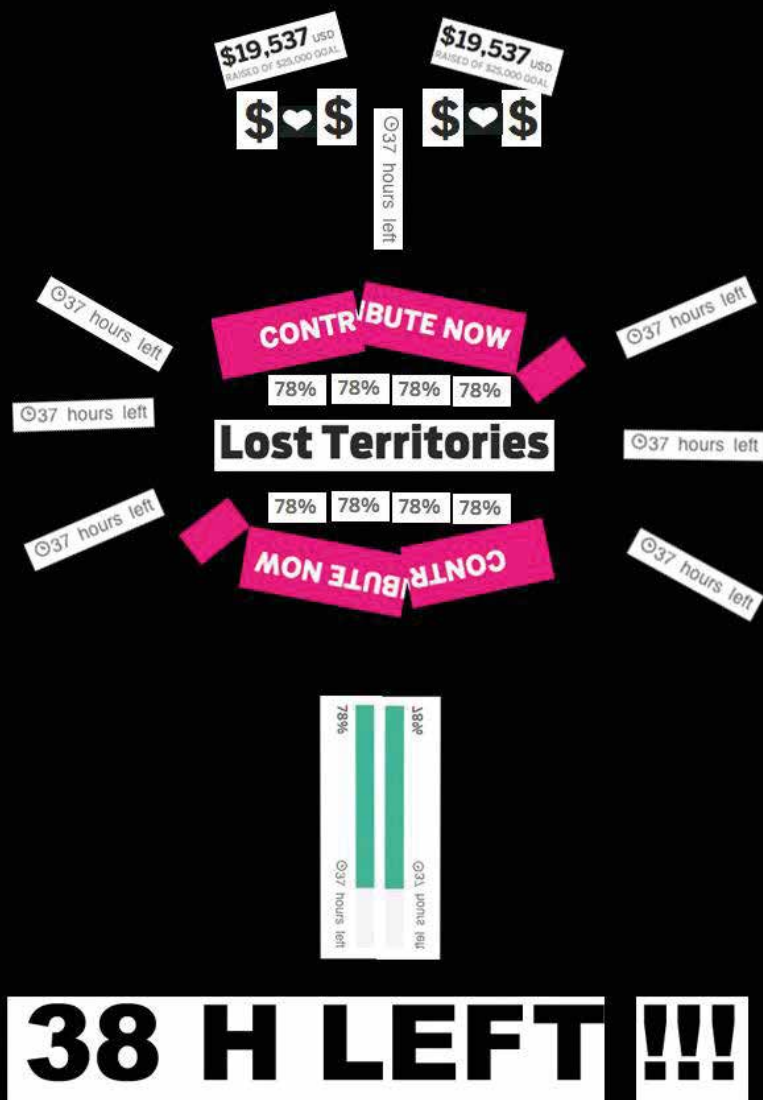 $19,537 USD
RAISED OF $25,000 GOAL
$19,537 USD
RAISED OF $25,000 GOAL
$ $
$ $
37 hours left
37 hours left
37 hours left
CONTRIBUTE NOW
78% 78% 78% 78%
37 hours left
Lost Territories
37 hours left
78% 78% 78% 78%
37 hours left
CONTRIBUTE NOW
37 hours left
78%
78%
37 hours left
37 hours left
38 H LEFT !!!